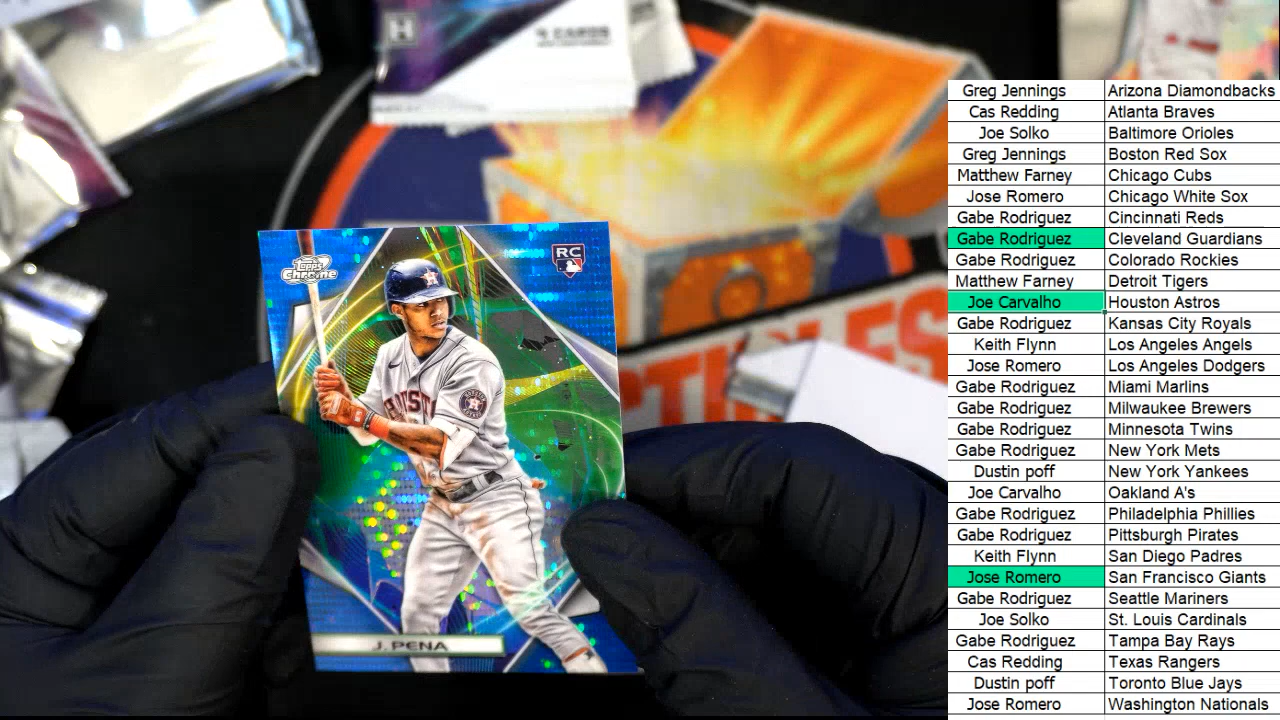 H
4 CARDS
Topps
Chrome
RC
HOUST
J. PENA
Greg Jennings Arizona Diamondbacks
Cas Redding Atlanta Braves
Joe Solko Baltimore Orioles
Greg Jennings Boston Red Sox
Matthew Farney Chicago Cubs
Jose Romero Chicago White Sox
Gabe Rodriguez Cincinnati Reds
Gabe Rodriguez Cleveland Guardians
Gabe Rodriguez Colorado Rockies
Matthew Farney Detroit Tigers
Joe Carvalho Houston Astros
Gabe Rodriguez Kansas City Royals
Keith Flynn Los Angeles Angels
Jose Romero Los Angeles Dodgers
Gabe Rodriguez Miami Marlins
Gabe Rodriguez Milwaukee Brewers
Gabe Rodriguez Minnesota Twins
Gabe Rodriguez New York Mets
Dustin poff New York Yankees
Joe Carvalho Oakland A's
Gabe Rodriguez Philadelphia Phillies
Gabe Rodriguez Pittsburgh Pirates
Keith Flynn San Diego Padres
Jose Romero San Francisco Giants
Gabe Rodriguez Seattle Mariners
Joe Solko St. Louis Cardinals
Gabe Rodriguez Tampa Bay Rays
Cas Redding Texas Rangers
Dustin poff Toronto Blue Jays
Jose Romero Washington Nationals